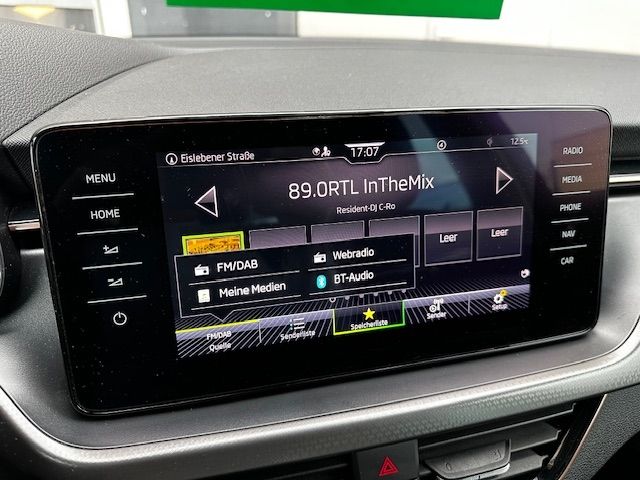 Eislebener Straße 17:07 12.5°C
89.0RTL InTheMix
Resident-DJ C-Ro
Leer
Leer
FM/DAB
Webradio
Meine Medien
BT-Audio
FM/DAB
Quelle
Senderliste
Speicherliste
Sender
Setup
MENU
HOME
RADIO
MEDIA
PHONE
NAV
CAR